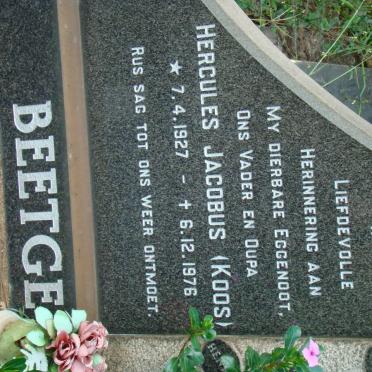 LIEFDEVOLLE
HERINNERING AAN
MY DIERBARE EGGENOOT,
ONS VADER EN OUPA
HERCULES JACOBUS (KOOS)
★ 7.4.1927 - ✝ 6.12.1976
RUS SAG TOT ONS WEER ONTMOET.
BEETGE